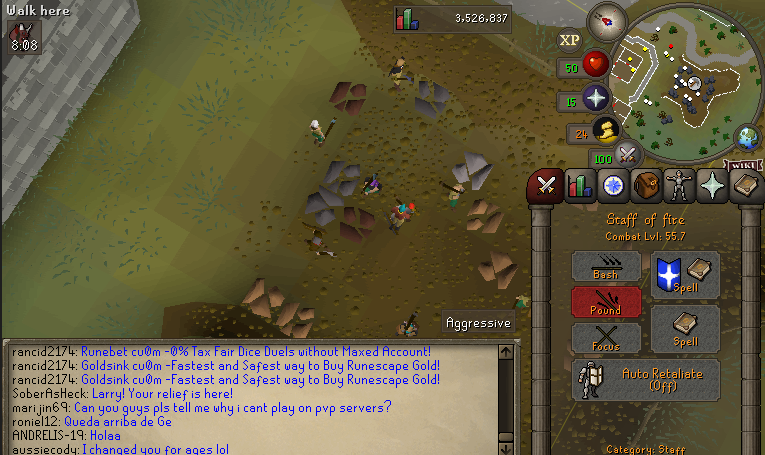 Walk here
8:08
3,526,837
XP
50
15
24
100
WIKI
Staff of fire
Combat Lvl: 55.7
Bash
Spell
Pound
Spell
Focus
Aggressive
Auto Retaliate
(Off)
Category: Staff
rancid2174: Runebet cu0m -0% Tax Fair Dice Duels without Maxed Account!
rancid2174: Goldsink cu0m -Fastest and Safest way to Buy Runescape Gold!
rancid2174: Goldsink cu0m -Fastest and Safest way to Buy Runescape Gold!
SoberAsHeck: Larry! Your relief is here!
marijin69: Can you guys pls tell me why i cant play on pvp servers?
roniel12: Queda arriba de Ge
ANDRELIS-19: Holaa
aussiecody: I changed you for ages lol